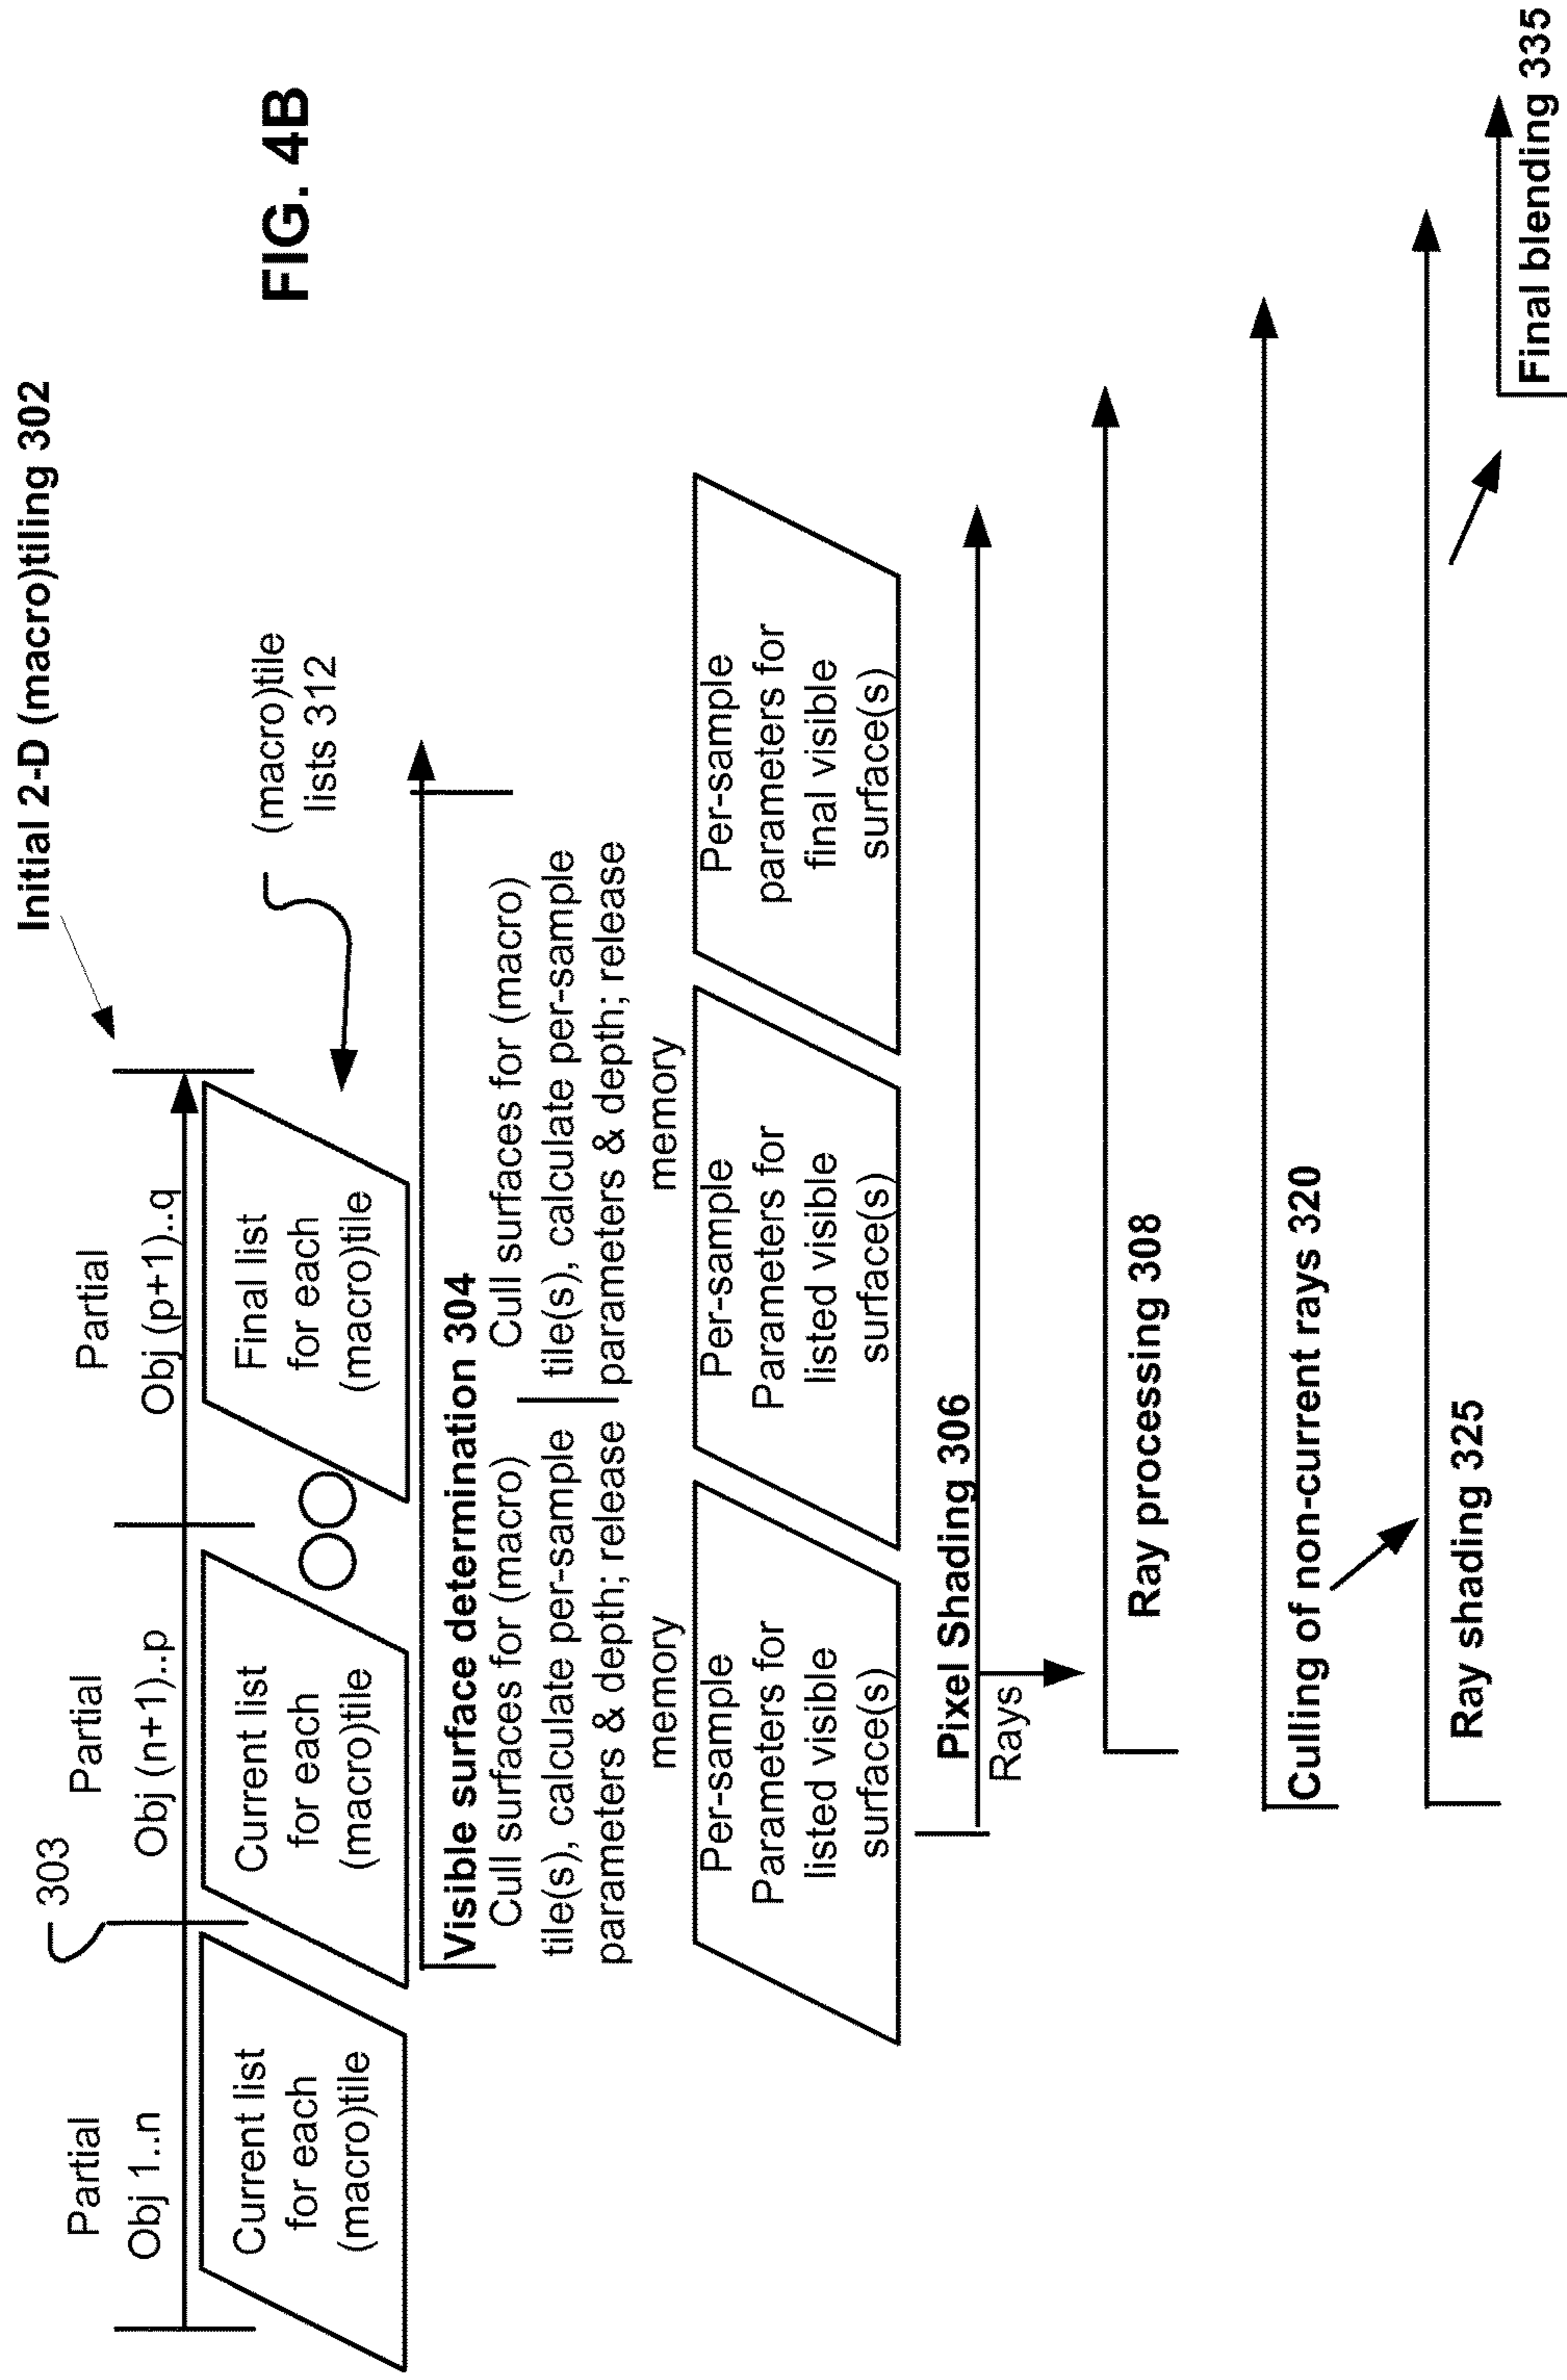 Initial 2-D (macro)tiling 302
FIG. 4B
303
Partial
Obj 1..n
Partial
Obj (n+1)..p
Partial
Obj (p+1)..q
(macro)tile
lists 312
Current list
for each
(macro)tile
Current list
for each
(macro)tile
Final list
for each
(macro)tile
Visible surface determination 304
Cull surfaces for (macro)
tile(s), calculate per-sample
parameters & depth; release
memory
Cull surfaces for (macro)
tile(s), calculate per-sample
parameters & depth; release
memory
Per-sample
Parameters for
listed visible
surface(s)
Per-sample
Parameters for
listed visible
surface(s)
Per-sample
parameters for
final visible
surface(s)
Pixel Shading 306
Rays
Ray processing 308
Culling of non-current rays 320
Ray shading 325
Final blending 335